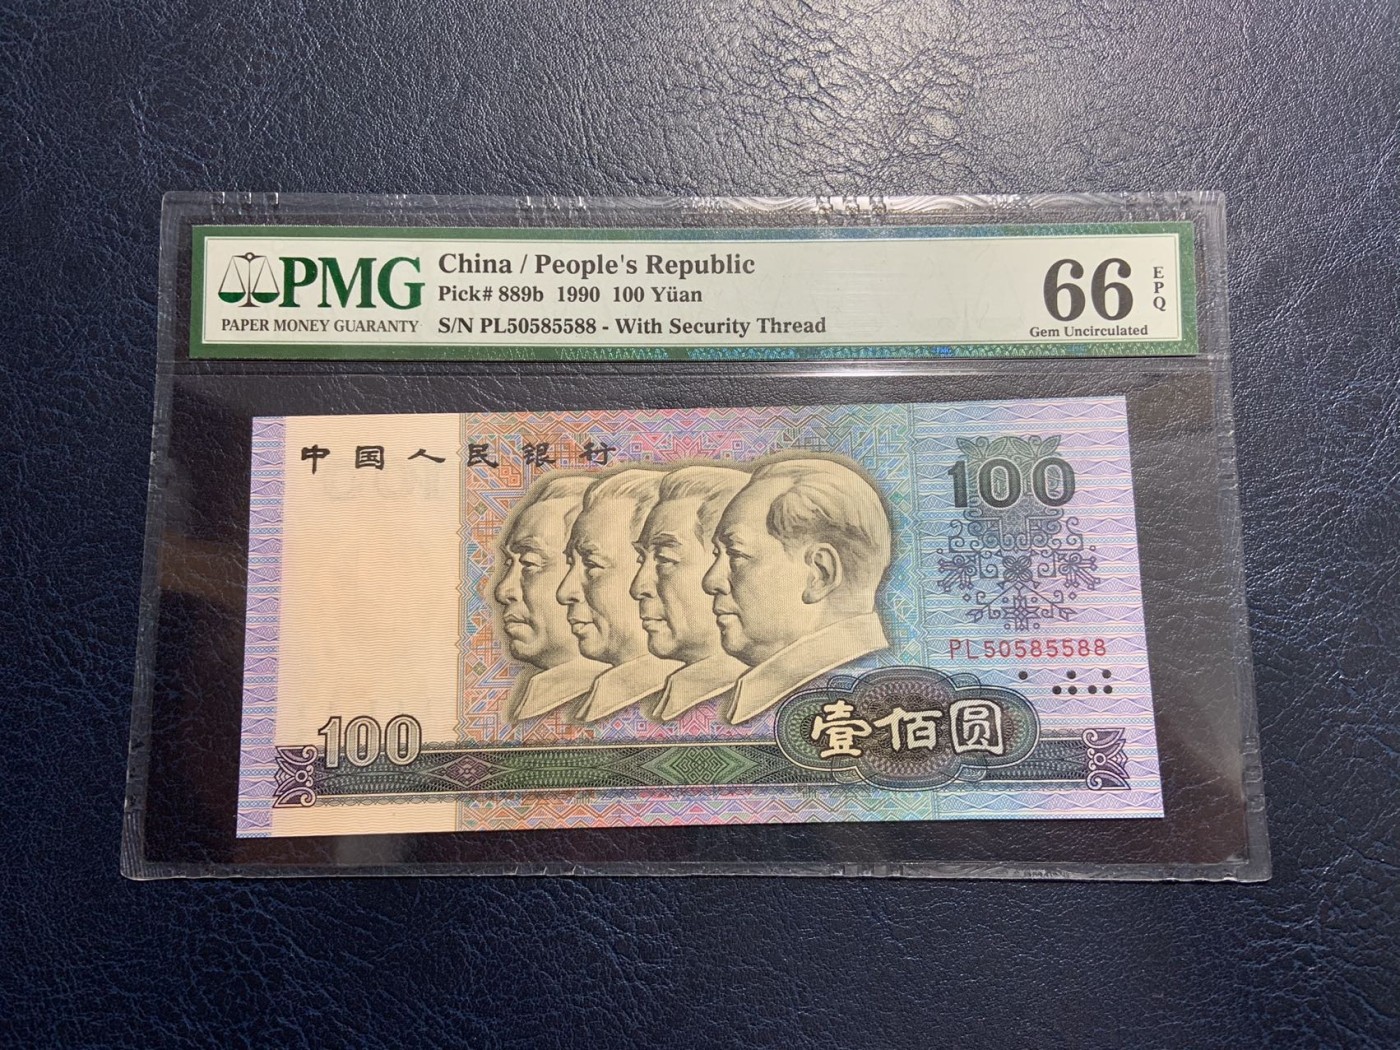 PMG
PAPER MONEY GUARANTY
China / People's Republic
Pick# 889b 1990 100 Yüan
S/N PL50585588 - With Security Thread
66
EPQ
Gem Uncirculated
中国人民银行
100
PL50585588
100
壹佰圆